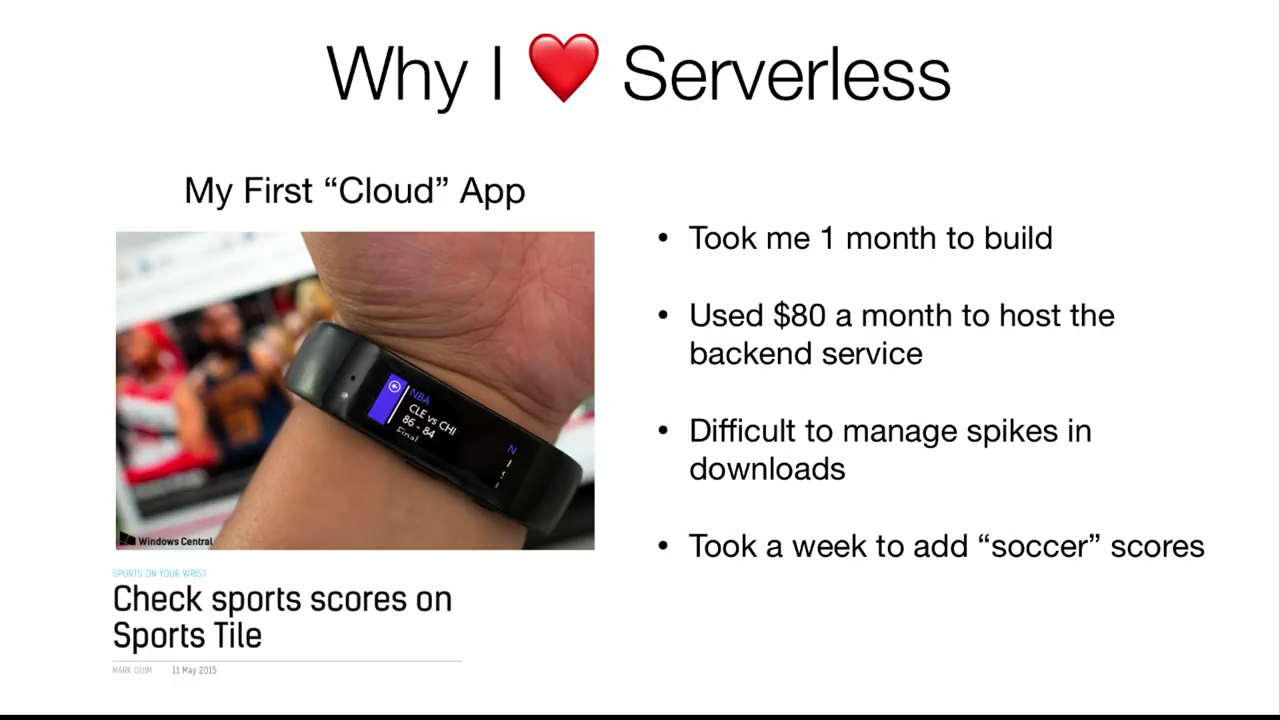 Why I ❤️ Serverless
My First “Cloud” App
NBA
CLE vs CHI
86 - 84
Final
N
Windows Central
SPORTS ON YOUR WRIST
Check sports scores on
Sports Tile
MARK GUIM 11 May 2015
• Took me 1 month to build
• Used $80 a month to host the
backend service
• Difficult to manage spikes in
downloads
• Took a week to add “soccer” scores